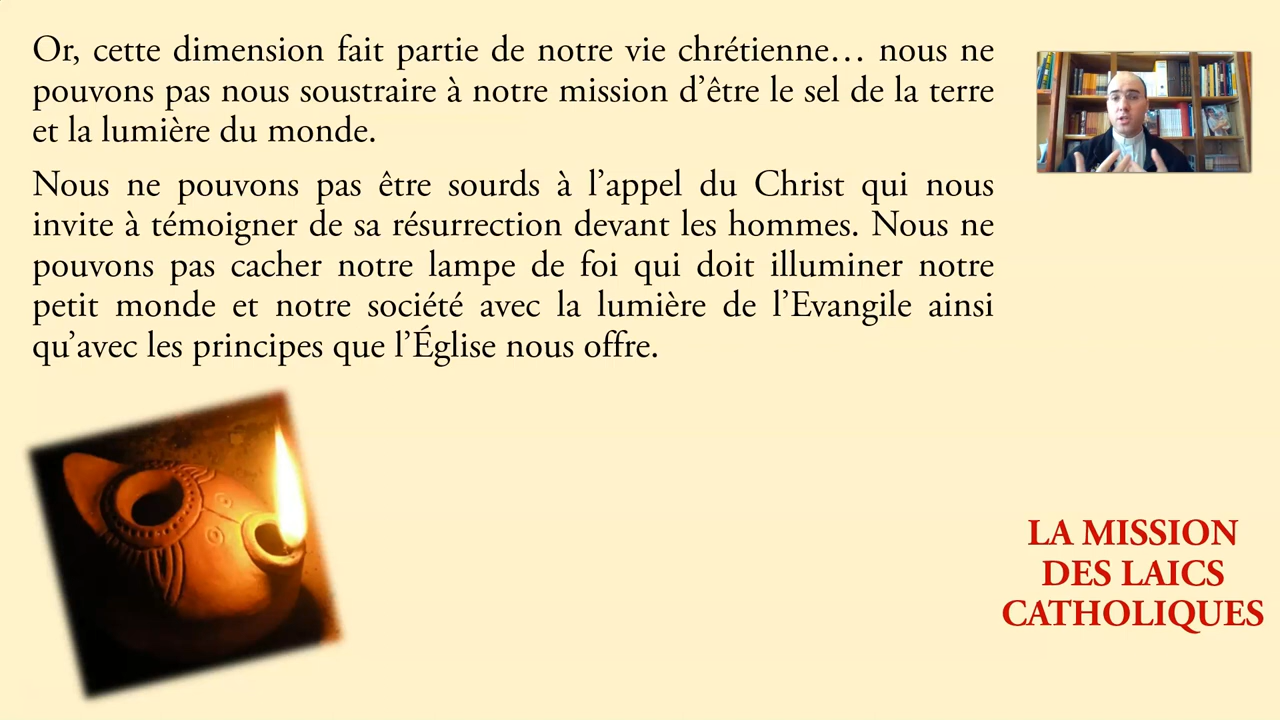 Or, cette dimension fait partie de notre vie chrétienne… nous ne
pouvons pas nous soustraire à notre mission d’être le sel de la terre
et la lumière du monde.
Nous ne pouvons pas être sourds à l’appel du Christ qui nous
invite à témoigner de sa résurrection devant les hommes. Nous ne
pouvons pas cacher notre lampe de foi qui doit illuminer notre
petit monde et notre société avec la lumière de l’Evangile ainsi
qu’avec les principes que l’Église nous offre.
LA MISSION
DES LAICS
CATHOLIQUES